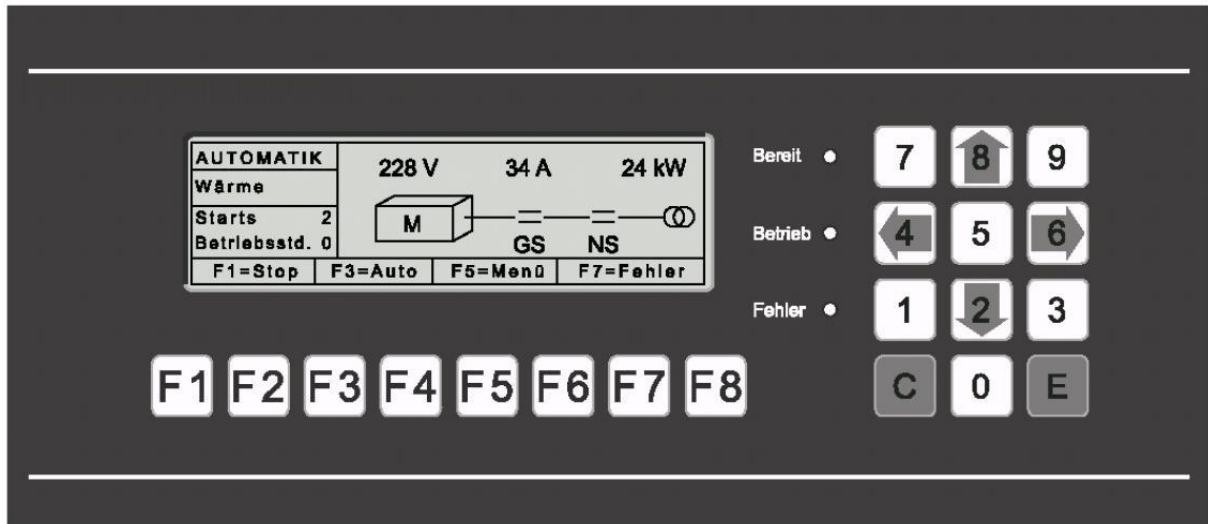 AUTOMATIK
Wärme
Starts 2
Betriebsstd. 0
228 V 34 A 24 kW
M
GS NS
F1=Stop F3=Auto F5=Menü F7=Fehler
Bereit
Betrieb
Fehler
F1 F2 F3 F4 F5 F6 F7 F8
7 8 9
4 5 6
1 2 3
C 0 E